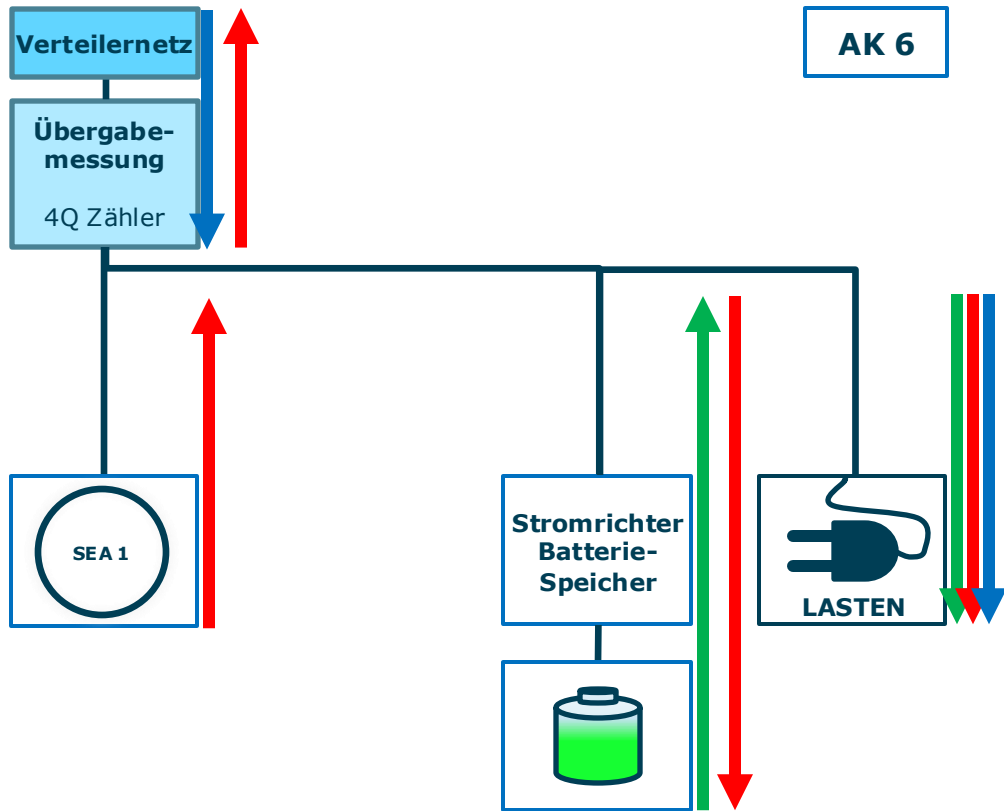 Verteilernetz
AK 6
Übergabe-
messung
4Q Zähler
SEA 1
Stromrichter
Batterie-
Speicher
LASTEN